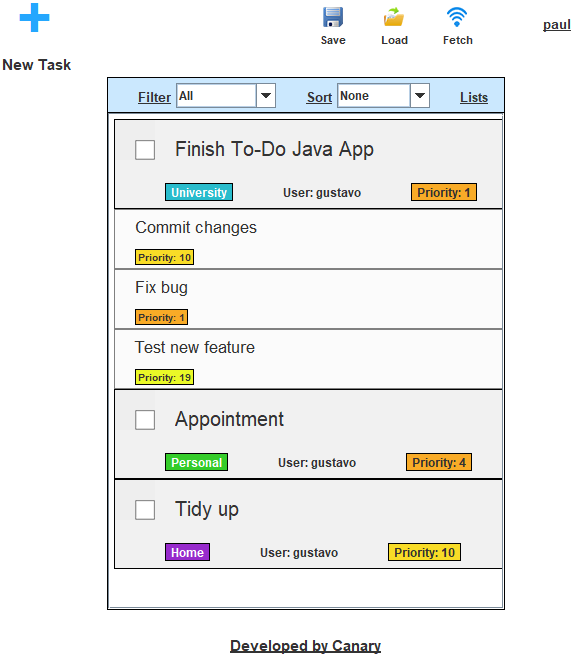 Save Load Fetch paul
New Task
Filter All Sort None Lists
Finish To-Do Java App
University User: gustavo Priority: 1
Commit changes
Priority: 10
Fix bug
Priority: 1
Test new feature
Priority: 19
Appointment
Personal User: gustavo Priority: 4
Tidy up
Home User: gustavo Priority: 10
Developed by Canary